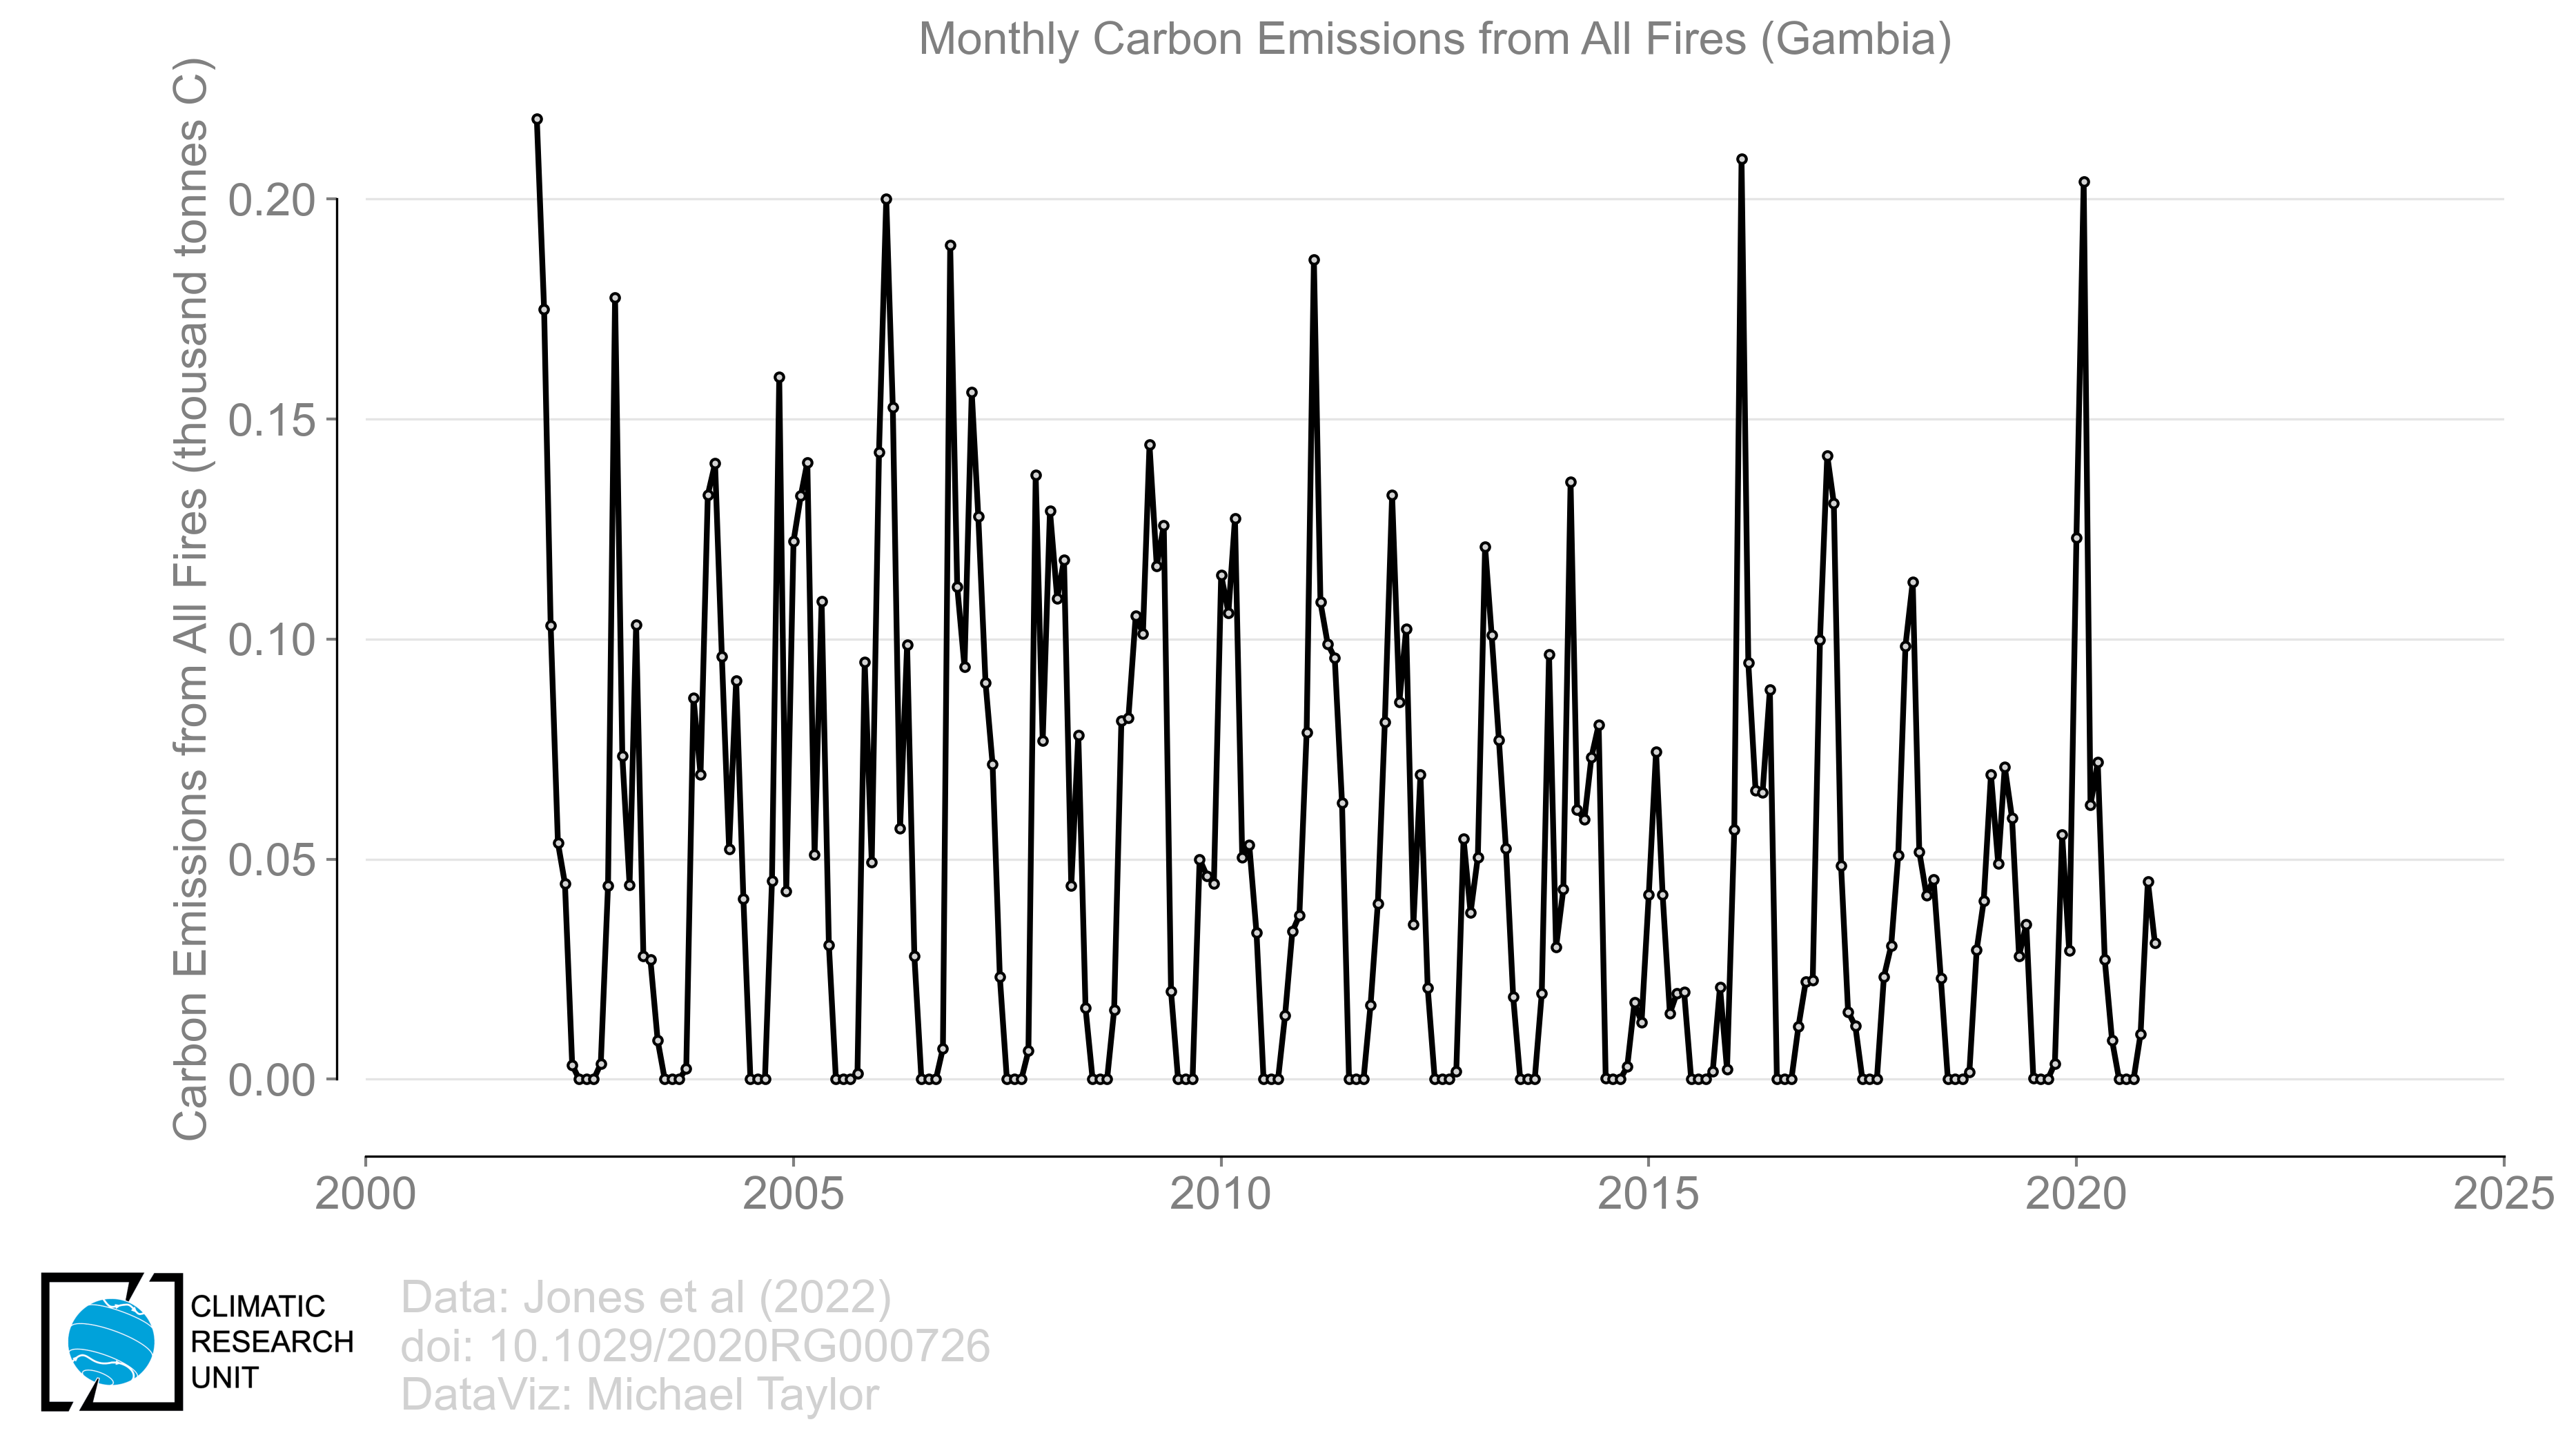 Monthly Carbon Emissions from All Fires (Gambia)
Carbon Emissions from All Fires (thousand tonnes C)
0.20
0.15
0.10
0.05
0.00
2000
2005
2010
2015
2020
2025
CLIMATIC
RESEARCH
UNIT
Data: Jones et al (2022)
doi: 10.1029/2020RG000726
DataViz: Michael Taylor